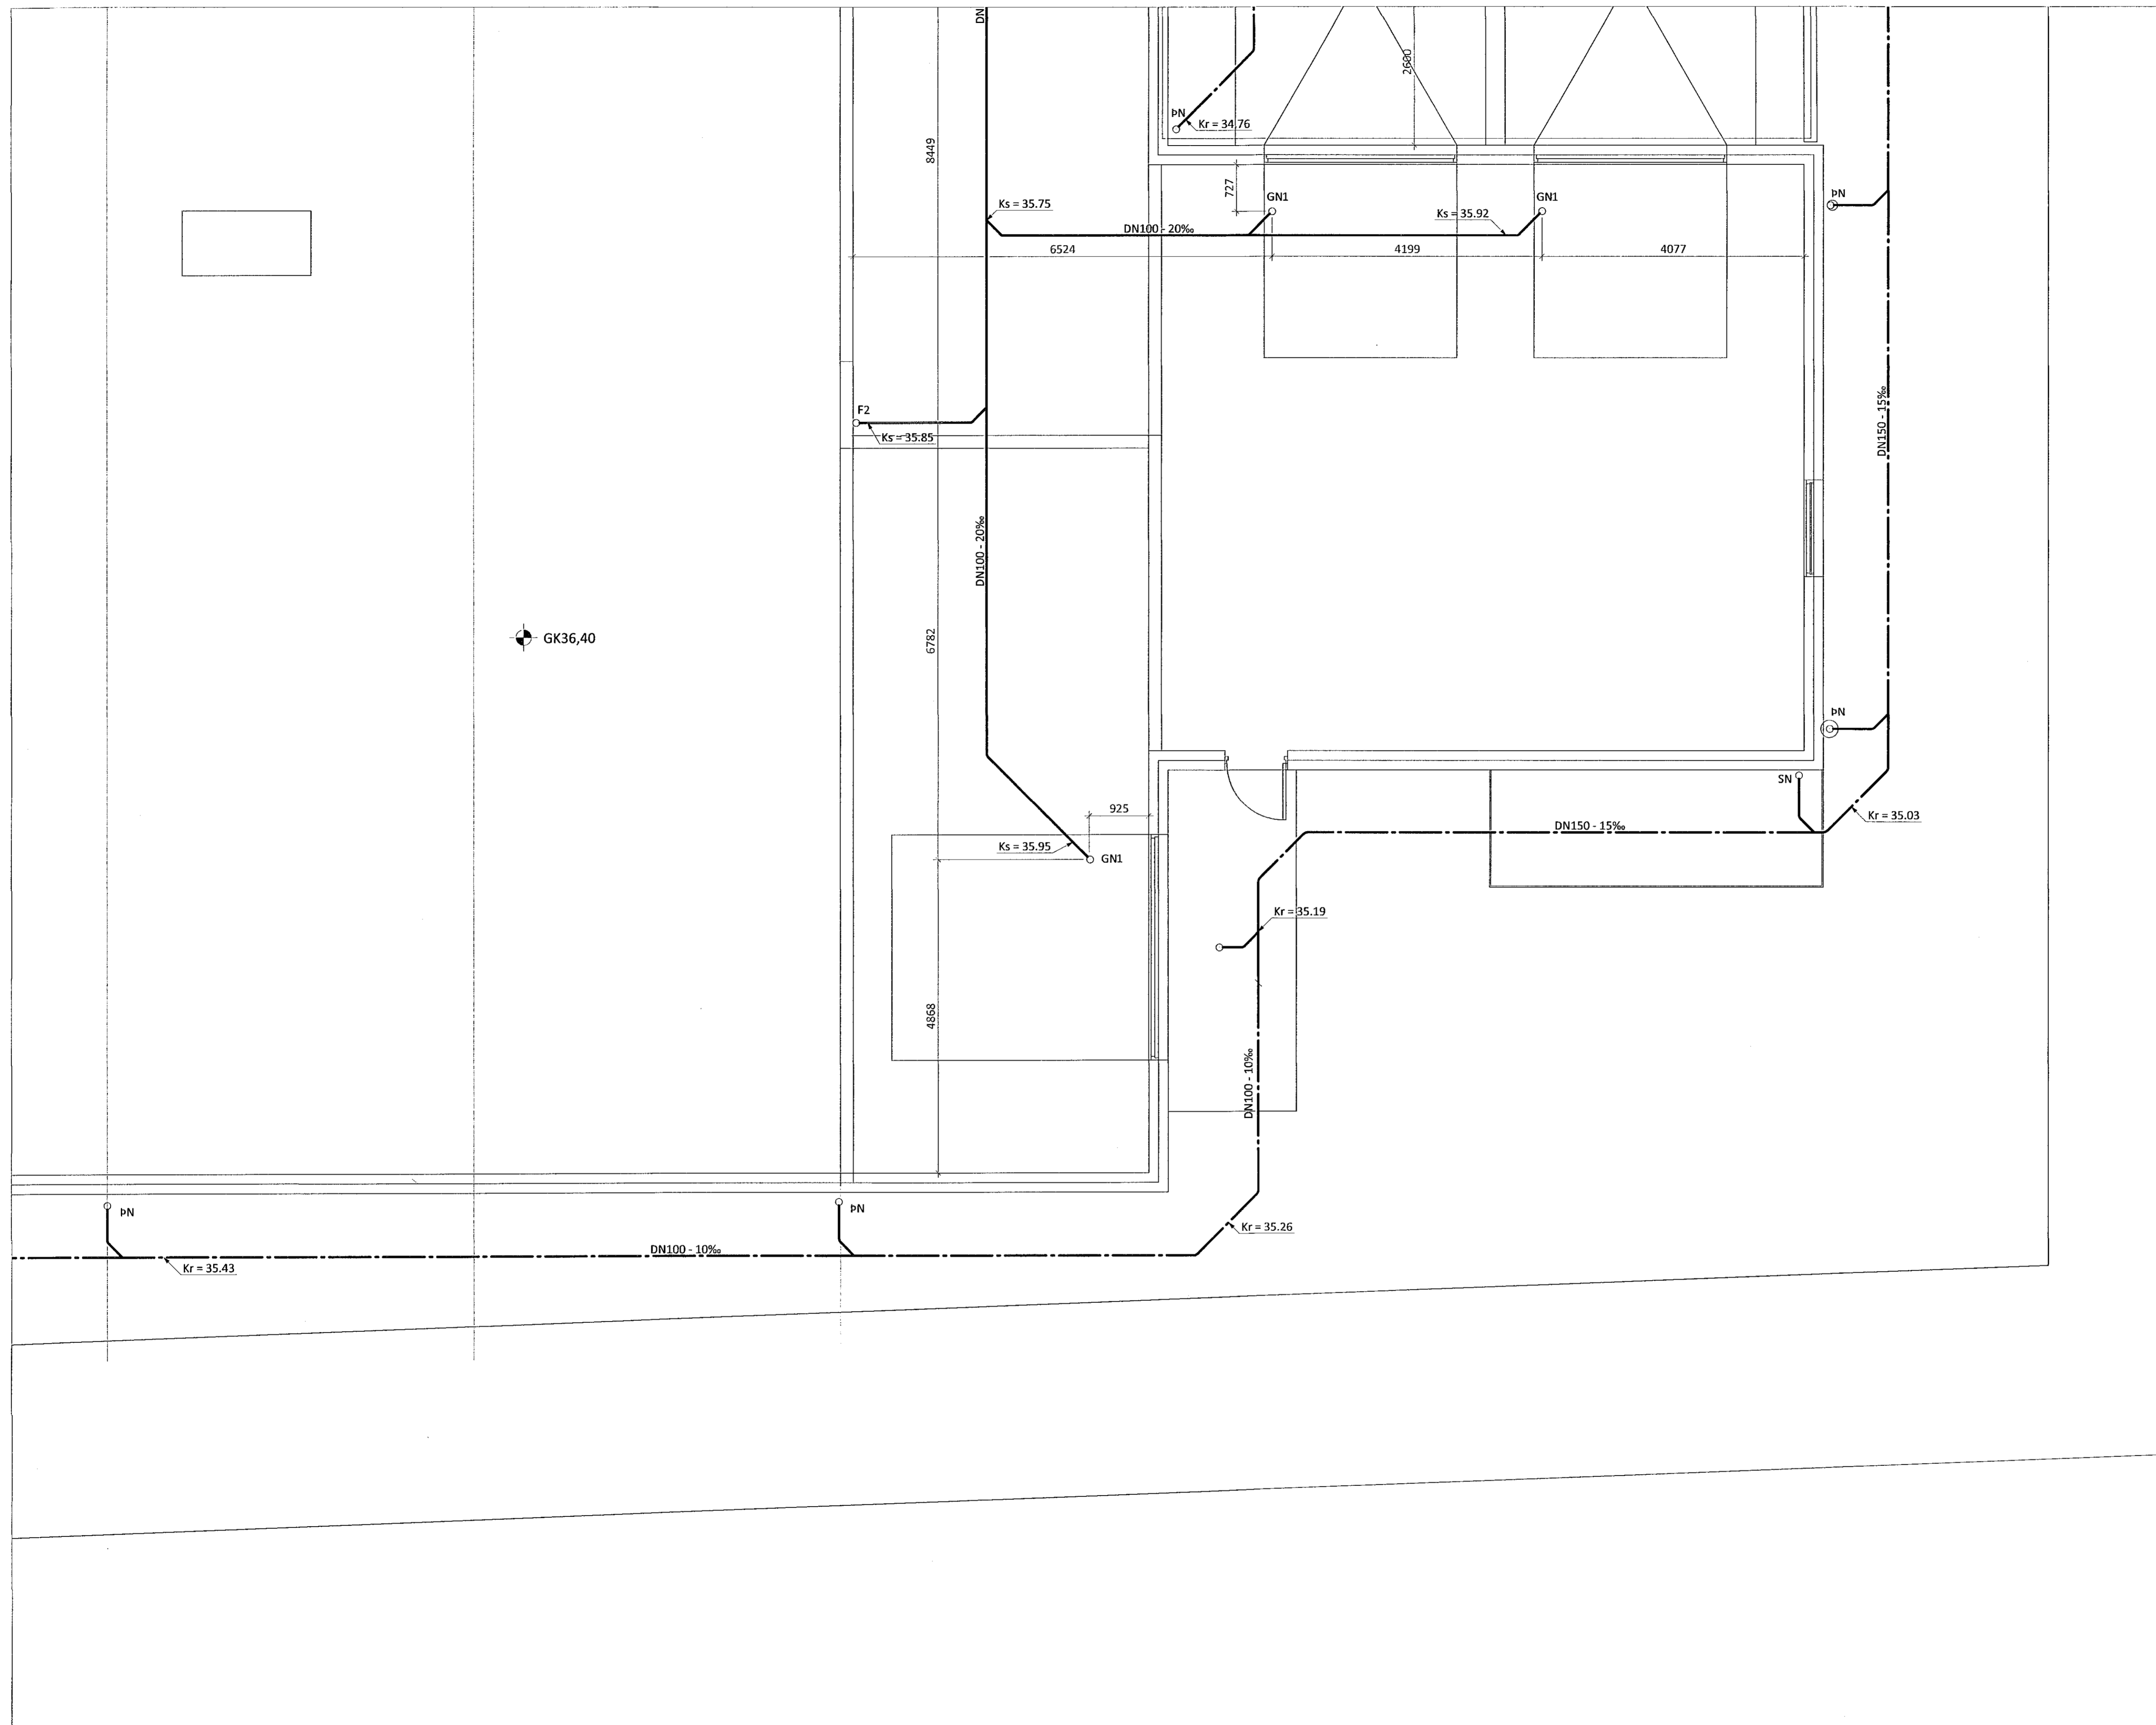 DN
2600
ÞN
Kr = 34.76
8449
727
ÞN
GN1
GN1
Ks = 35.75
Ks = 35.92
DN100 - 20‰
6524
4199
4077
DN150 - 15‰
F2
Ks = 35.85
DN100 - 20‰
GK36,40
6782
ÞN
SN
925
Kr = 35.03
DN150 - 15‰
Ks = 35.95
GN1
Kr = 35.19
4868
DN100 - 10‰
ÞN
ÞN
Kr = 35.26
DN100 - 10‰
Kr = 35.43